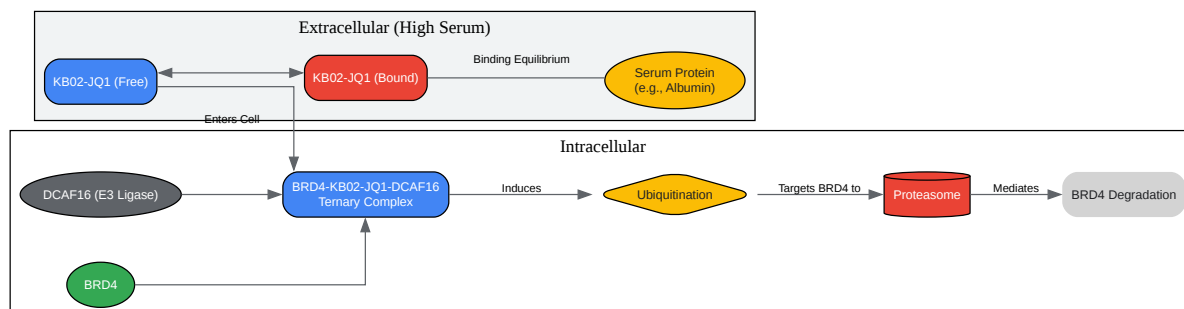 Extracellular (High Serum)
Binding Equilibrium
KB02-JQ1 (Free)
KB02-JQ1 (Bound)
Serum Protein
(e.g., Albumin)
Enters Cell
Intracellular
DCAF16 (E3 Ligase)
BRD4-KB02-JQ1-DCAF16
Ternary Complex
Induces
Ubiquitination
Targets BRD4 to
Proteasome
Mediates
BRD4 Degradation
BRD4